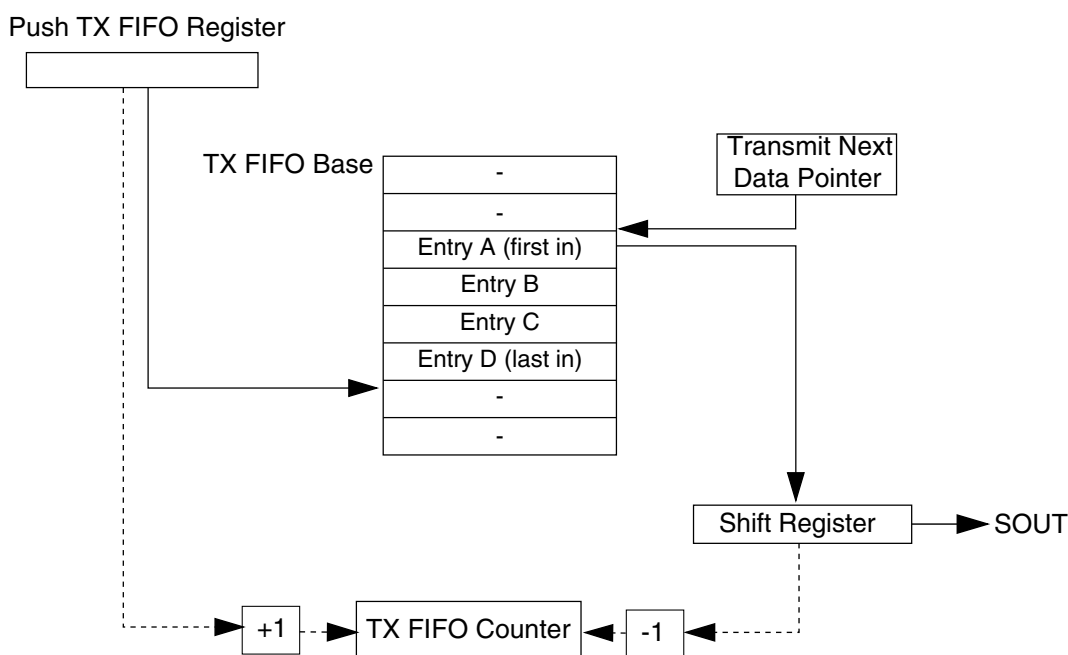 Push TX FIFO Register
TX FIFO Base
-
-
Entry A (first in)
Entry B
Entry C
Entry D (last in)
-
-
Transmit Next
Data Pointer
Shift Register
SOUT
+1
TX FIFO Counter
-1